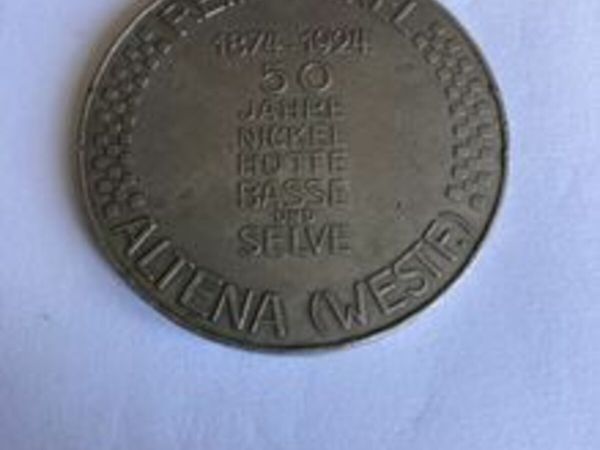 1874-1924
50
JAHRE
NICKEL
HÜTTE
BASSE
UND
SELVE
ALTENA (WESTF.)